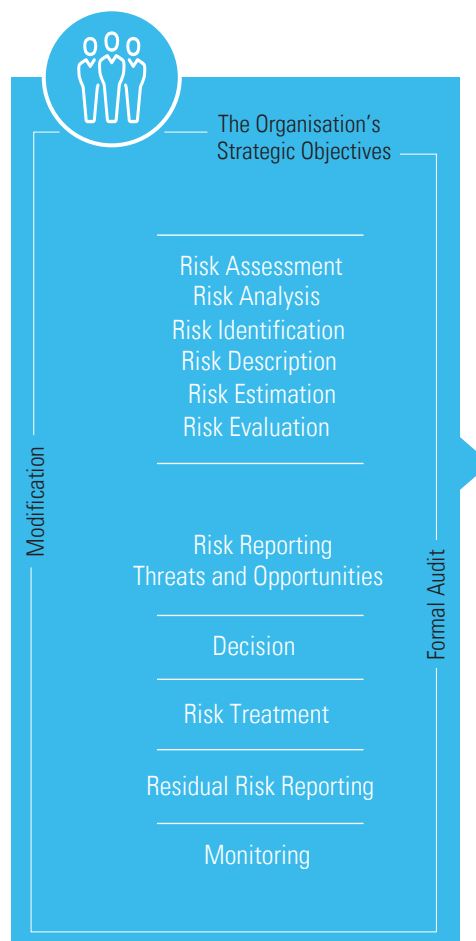 The Organisation's
Strategic Objectives
Risk Assessment
Risk Analysis
Risk Identification
Risk Description
Risk Estimation
Risk Evaluation
Modification
Risk Reporting
Threats and Opportunities
Formal Audit
Decision
Risk Treatment
Residual Risk Reporting
Monitoring